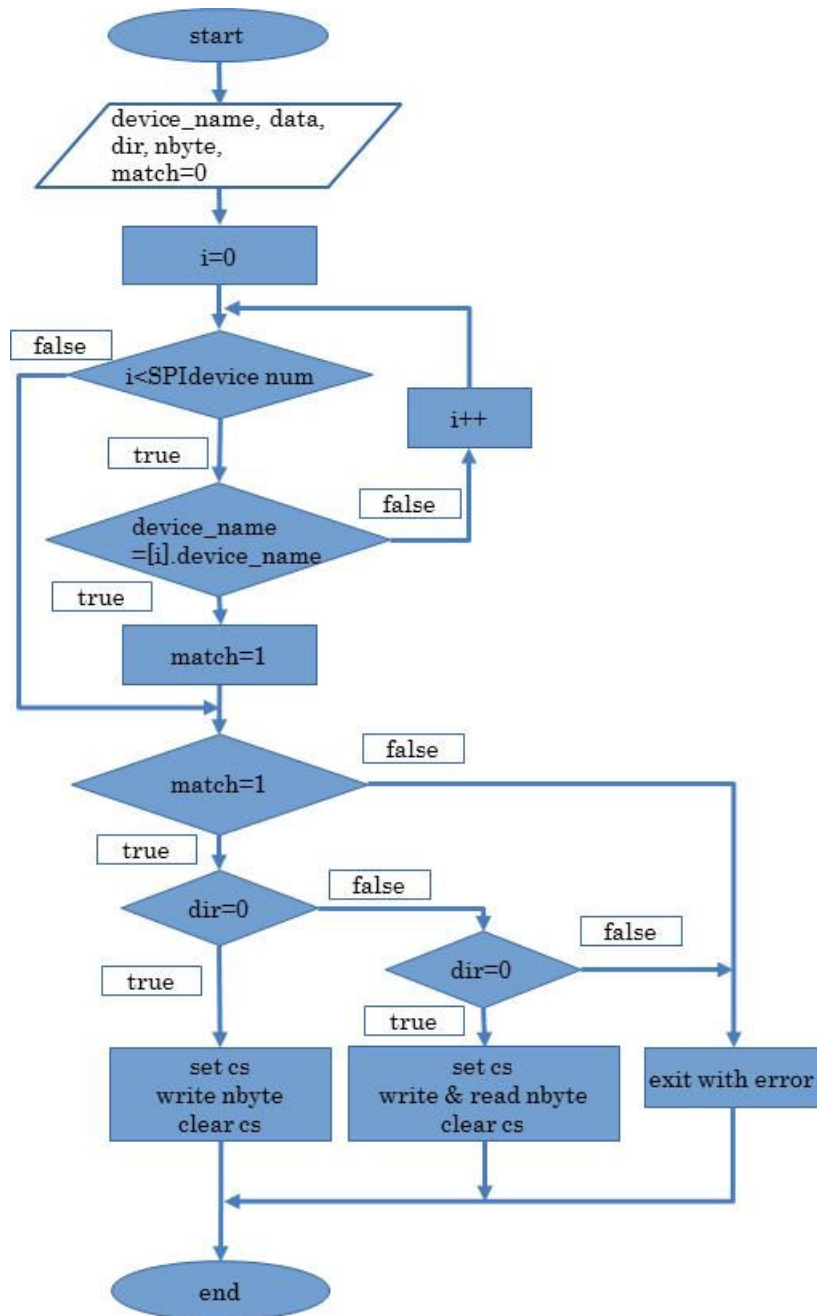 start
device_name, data,
dir, nbyte,
match=0
i=0
false
i<SPIdevice num
i++
true
false
device_name
=[i].device_name
true
match=1
false
match=1
true
false
dir=0
false
dir=0
true
true
set cs
write nbyte
clear cs
set cs
write & read nbyte
clear cs
exit with error
end